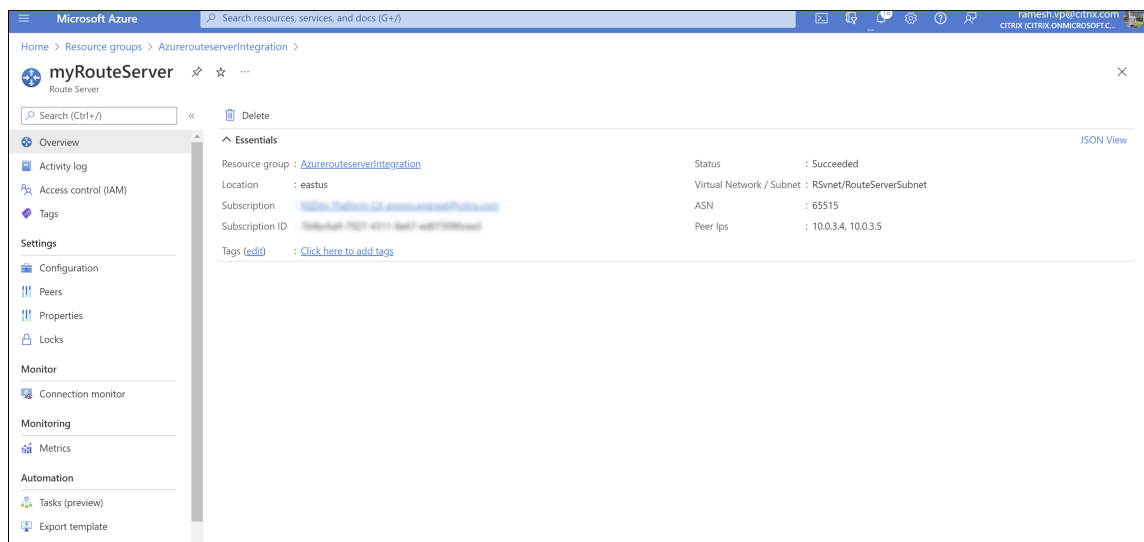 Microsoft Azure
Search resources, services, and docs (G+/)
18
ramesh.vp@citrix.com
CITRIX (CITRIX.ONMICROSOFT.C...
Home > Resource groups > AzurerouteserverIntegration >
myRouteServer
Route Server
Search (Ctrl+/)
Delete
Overview
Activity log
Access control (IAM)
Tags
Settings
Configuration
Peers
Properties
Locks
Monitor
Connection monitor
Monitoring
Metrics
Automation
Tasks (preview)
Export template
Essentials
JSON View
Resource group : AzurerouteserverIntegration
Location : eastus
Subscription :
Subscription ID :
Tags (edit) : Click here to add tags
Status : Succeeded
Virtual Network / Subnet : RSvnet/RouteServerSubnet
ASN : 65515
Peer Ips : 10.0.3.4, 10.0.3.5